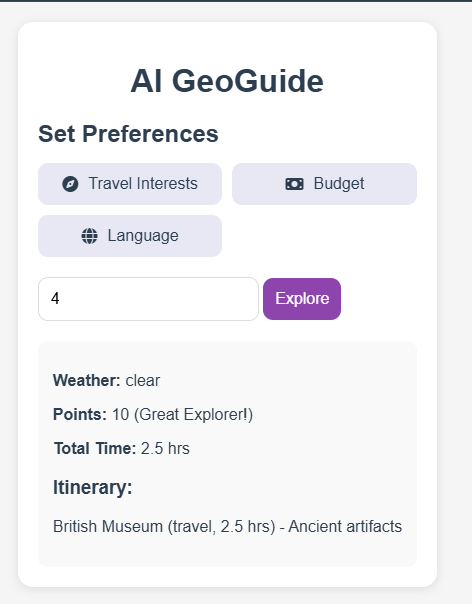 AI GeoGuide
Set Preferences
Travel Interests
Budget
Language
4
Explore
Weather: clear
Points: 10 (Great Explorer!)
Total Time: 2.5 hrs
Itinerary:
British Museum (travel, 2.5 hrs) - Ancient artifacts